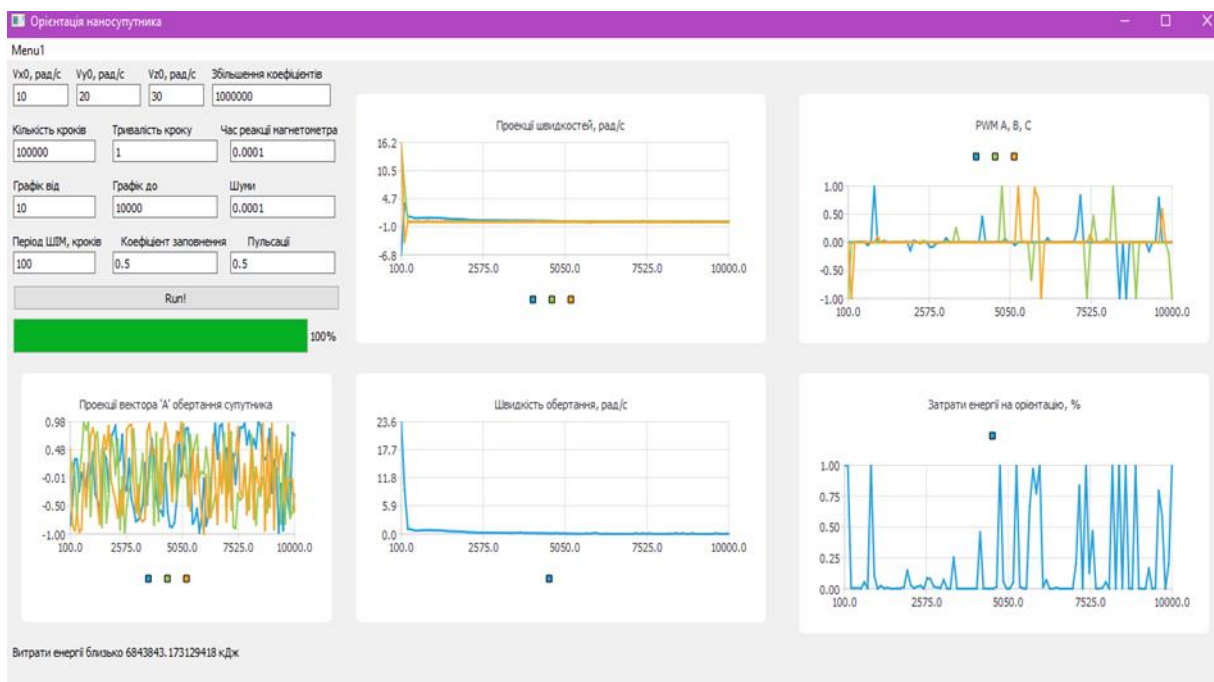 Орієнтація наносупутника
Menu1
Vx0, рад/с Vy0, рад/с Vz0, рад/с Збільшення коефіцієнтів
10 20 30 1000000
Кількість кроків Тривалість кроку Час реакції магнетометра
100000 1 0.0001
Графік від Графік до Шуми
10 10000 0.0001
Період ШІМ, кроків Коефіцієнт заповнення Пульсації
100 0.5 0.5
Run!
100%
Проекції швидкостей, рад/с
16.2
10.5
4.7
-1.0
-6.8
100.0 2575.0 5050.0 7525.0 10000.0
PWM A, B, C
1.00
0.50
0.00
-0.50
-1.00
100.0 2575.0 5050.0 7525.0 10000.0
Проекції вектора 'A' обертання супутника
0.98
0.48
-0.01
-0.50
-1.00
100.0 2575.0 5050.0 7525.0 10000.0
Швидкість обертання, рад/с
23.6
17.7
11.8
5.9
0.0
100.0 2575.0 5050.0 7525.0 10000.0
Затрати енергії на орієнтацію, %
1.00
0.75
0.50
0.25
0.00
100.0 2575.0 5050.0 7525.0 10000.0
Витрати енергії близько 6843843.173129418 кДж